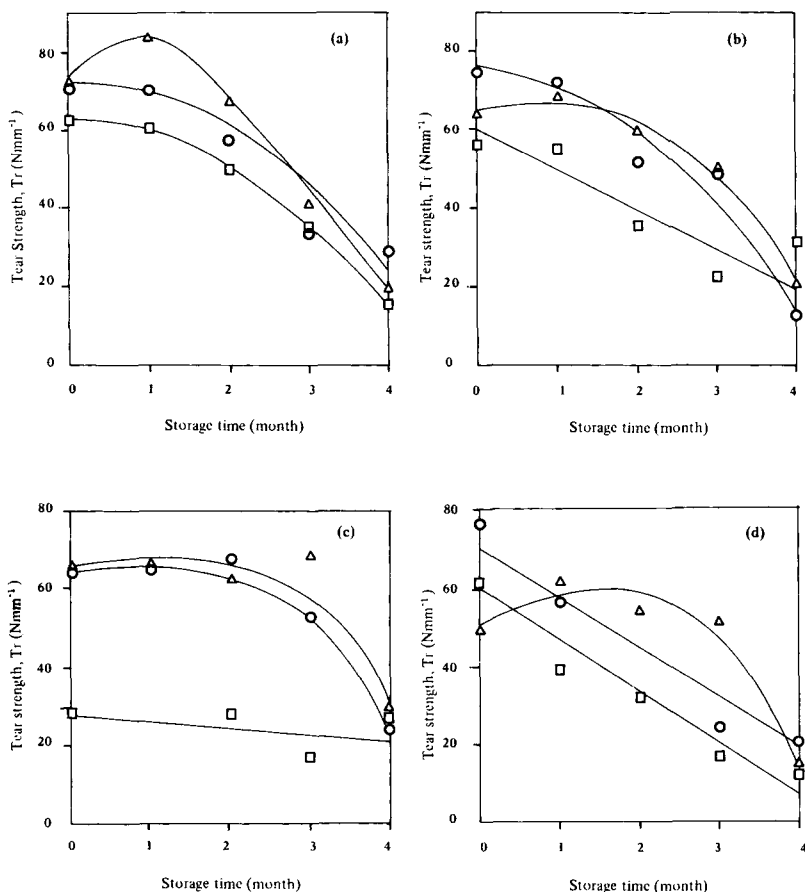 (a)
80
60
40
20
0
Tear Strength, Tr (Nmm⁻¹)
0 1 2 3 4
Storage time (month)
(b)
80
60
40
20
0
Tear strength, Tr (Nmm⁻¹)
0 1 2 3 4
Storage time (month)
(c)
80
60
40
20
0
Tear strength, Tr (Nmm⁻¹)
0 1 2 3 4
Storage time (month)
(d)
80
60
40
20
0
Tear strength, Tr (Nmm⁻¹)
0 1 2 3 4
Storage time (month)